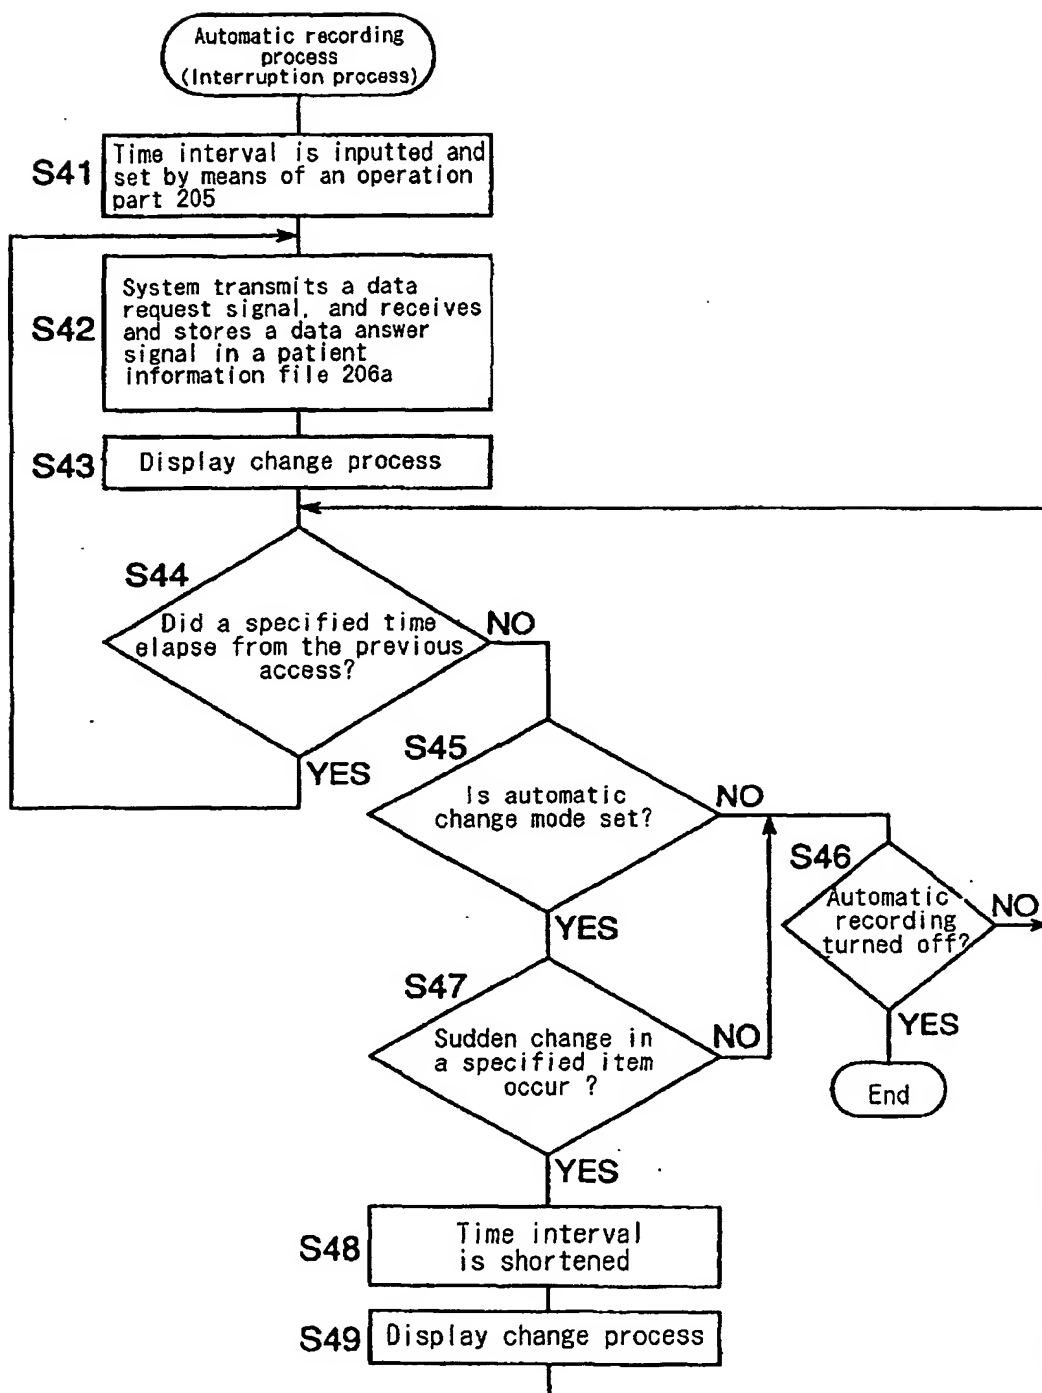 Automatic recording
process
(Interruption process)
S41
Time interval is inputted and
set by means of an operation
part 205
S42
System transmits a data
request signal, and receives
and stores a data answer
signal in a patient
information file 206a
S43
Display change process
S44
Did a specified time
elapse from the previous
access?
NO
YES
S45
Is automatic
change mode set?
NO
YES
S46
Automatic
recording
turned off?
NO
YES
End
S47
Sudden change in
a specified item
occur ?
NO
YES
S48
Time interval
is shortened
S49
Display change process